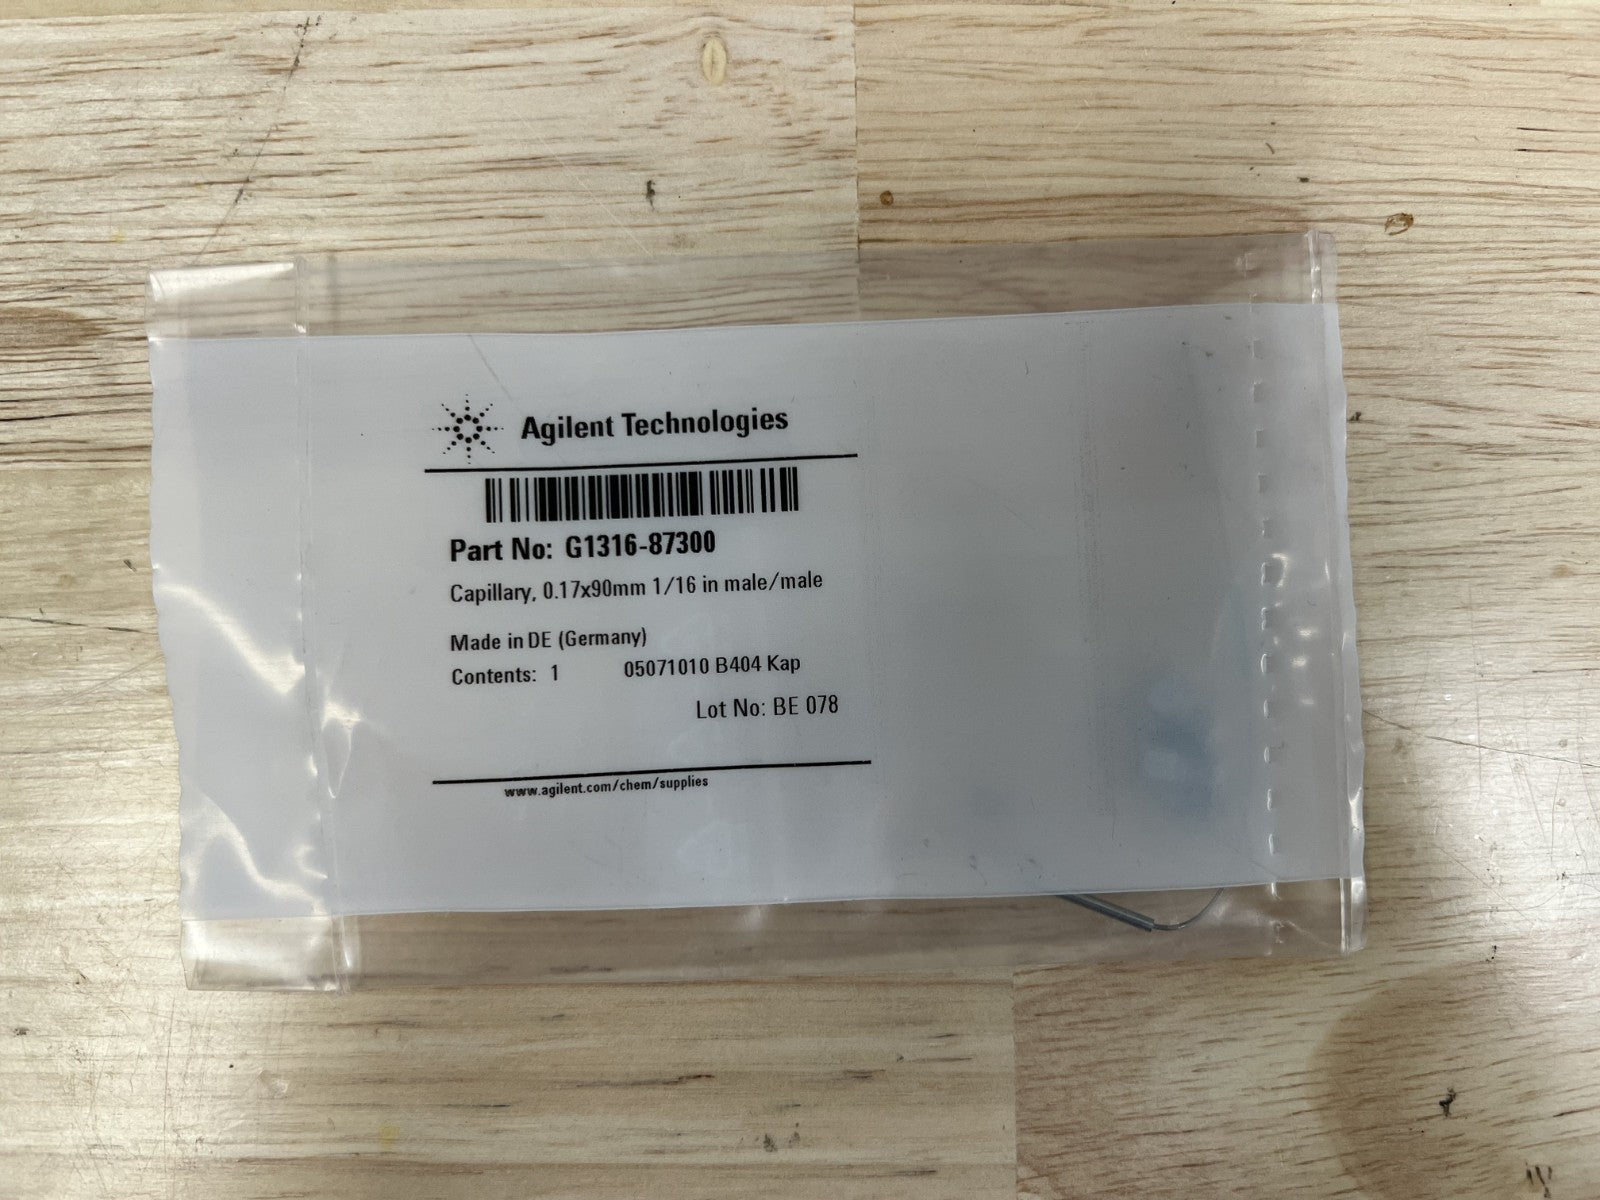 Agilent Technologies
Part No: G1316-87300
Capillary, 0.17x90mm 1/16 in male/male
Made in DE (Germany)
Contents: 1 05071010 B404 Kap
Lot No: BE 078
www.agilent.com/chem/supplies